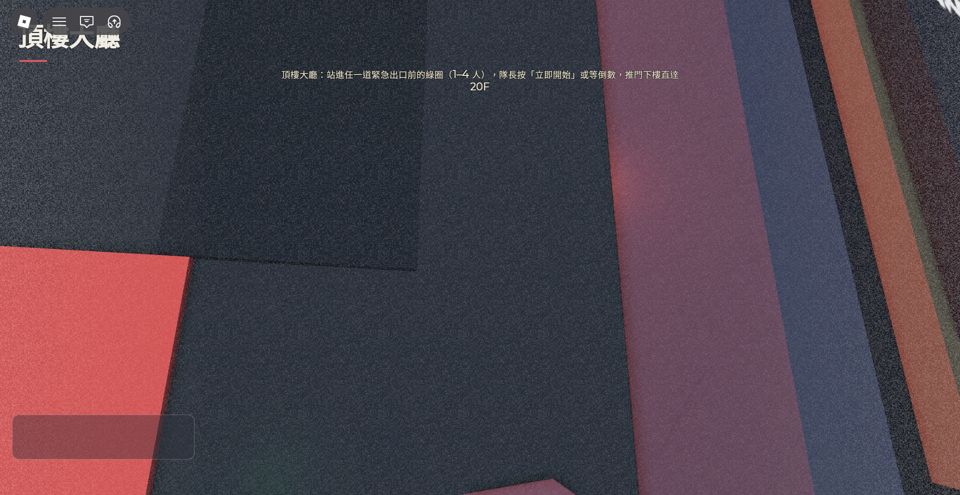 頂樓大廳
頂樓大廳：站進任一道緊急出口前的綠圈（1–4 人），隊長按「立即開始」或等倒數，推門下樓直達
20F